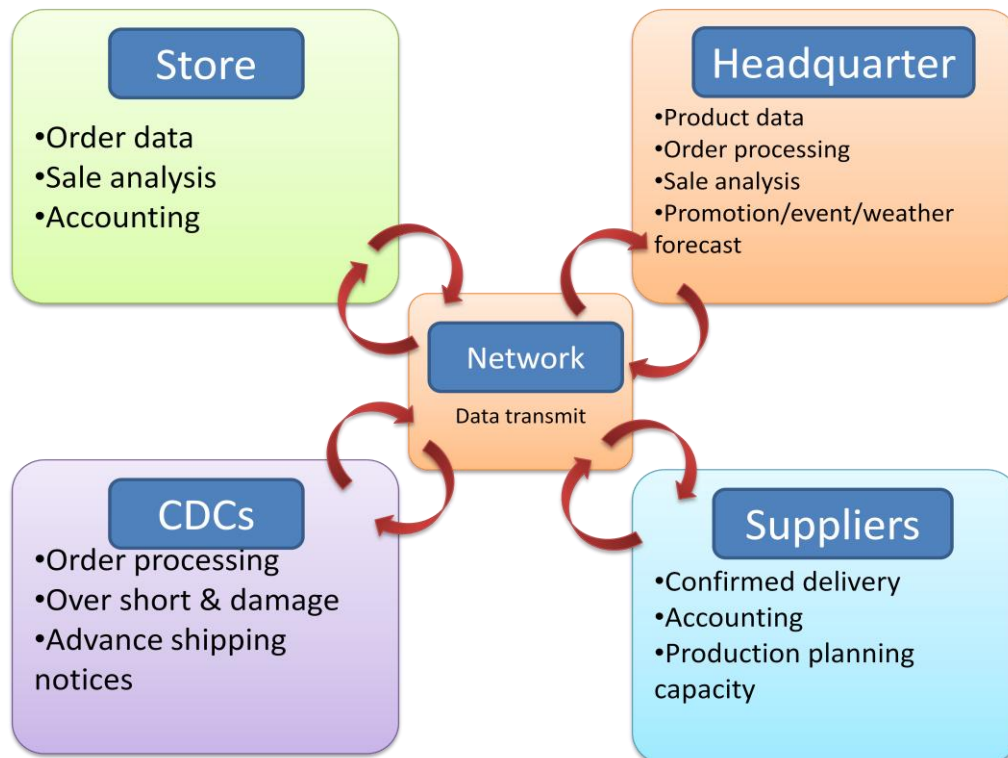 Store
•Order data
•Sale analysis
•Accounting
Headquarter
•Product data
•Order processing
•Sale analysis
•Promotion/event/weather
forecast
Network
Data transmit
CDCs
•Order processing
•Over short & damage
•Advance shipping
notices
Suppliers
•Confirmed delivery
•Accounting
•Production planning
capacity